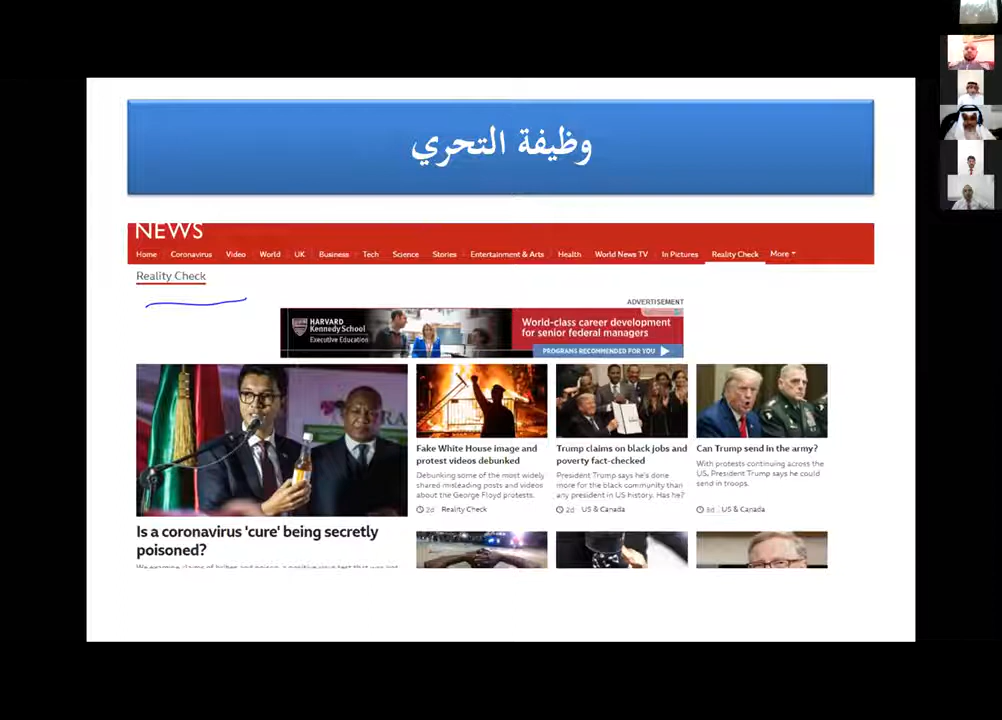 وظيفة التحري
NEWS
Home Coronavirus Video World UK Business Tech Science Stories Entertainment & Arts Health World News TV In Pictures Reality Check More
Reality Check
ADVERTISEMENT
HARVARD
Kennedy School
Executive Education
World-class career development
for senior federal managers
PROGRAMS RECOMMENDED FOR YOU
Is a coronavirus 'cure' being secretly
poisoned?
Fake White House image and
protest videos debunked
Debunking some of the most widely
shared misleading posts and videos
about the George Floyd protests.
2d Reality Check
Trump claims on black jobs and
poverty fact-checked
President Trump says he's done
more for the black community than
any president in US history. Has he?
2d US & Canada
Can Trump send in the army?
With protests continuing across the
US, President Trump says he could
send in troops.
US & Canada